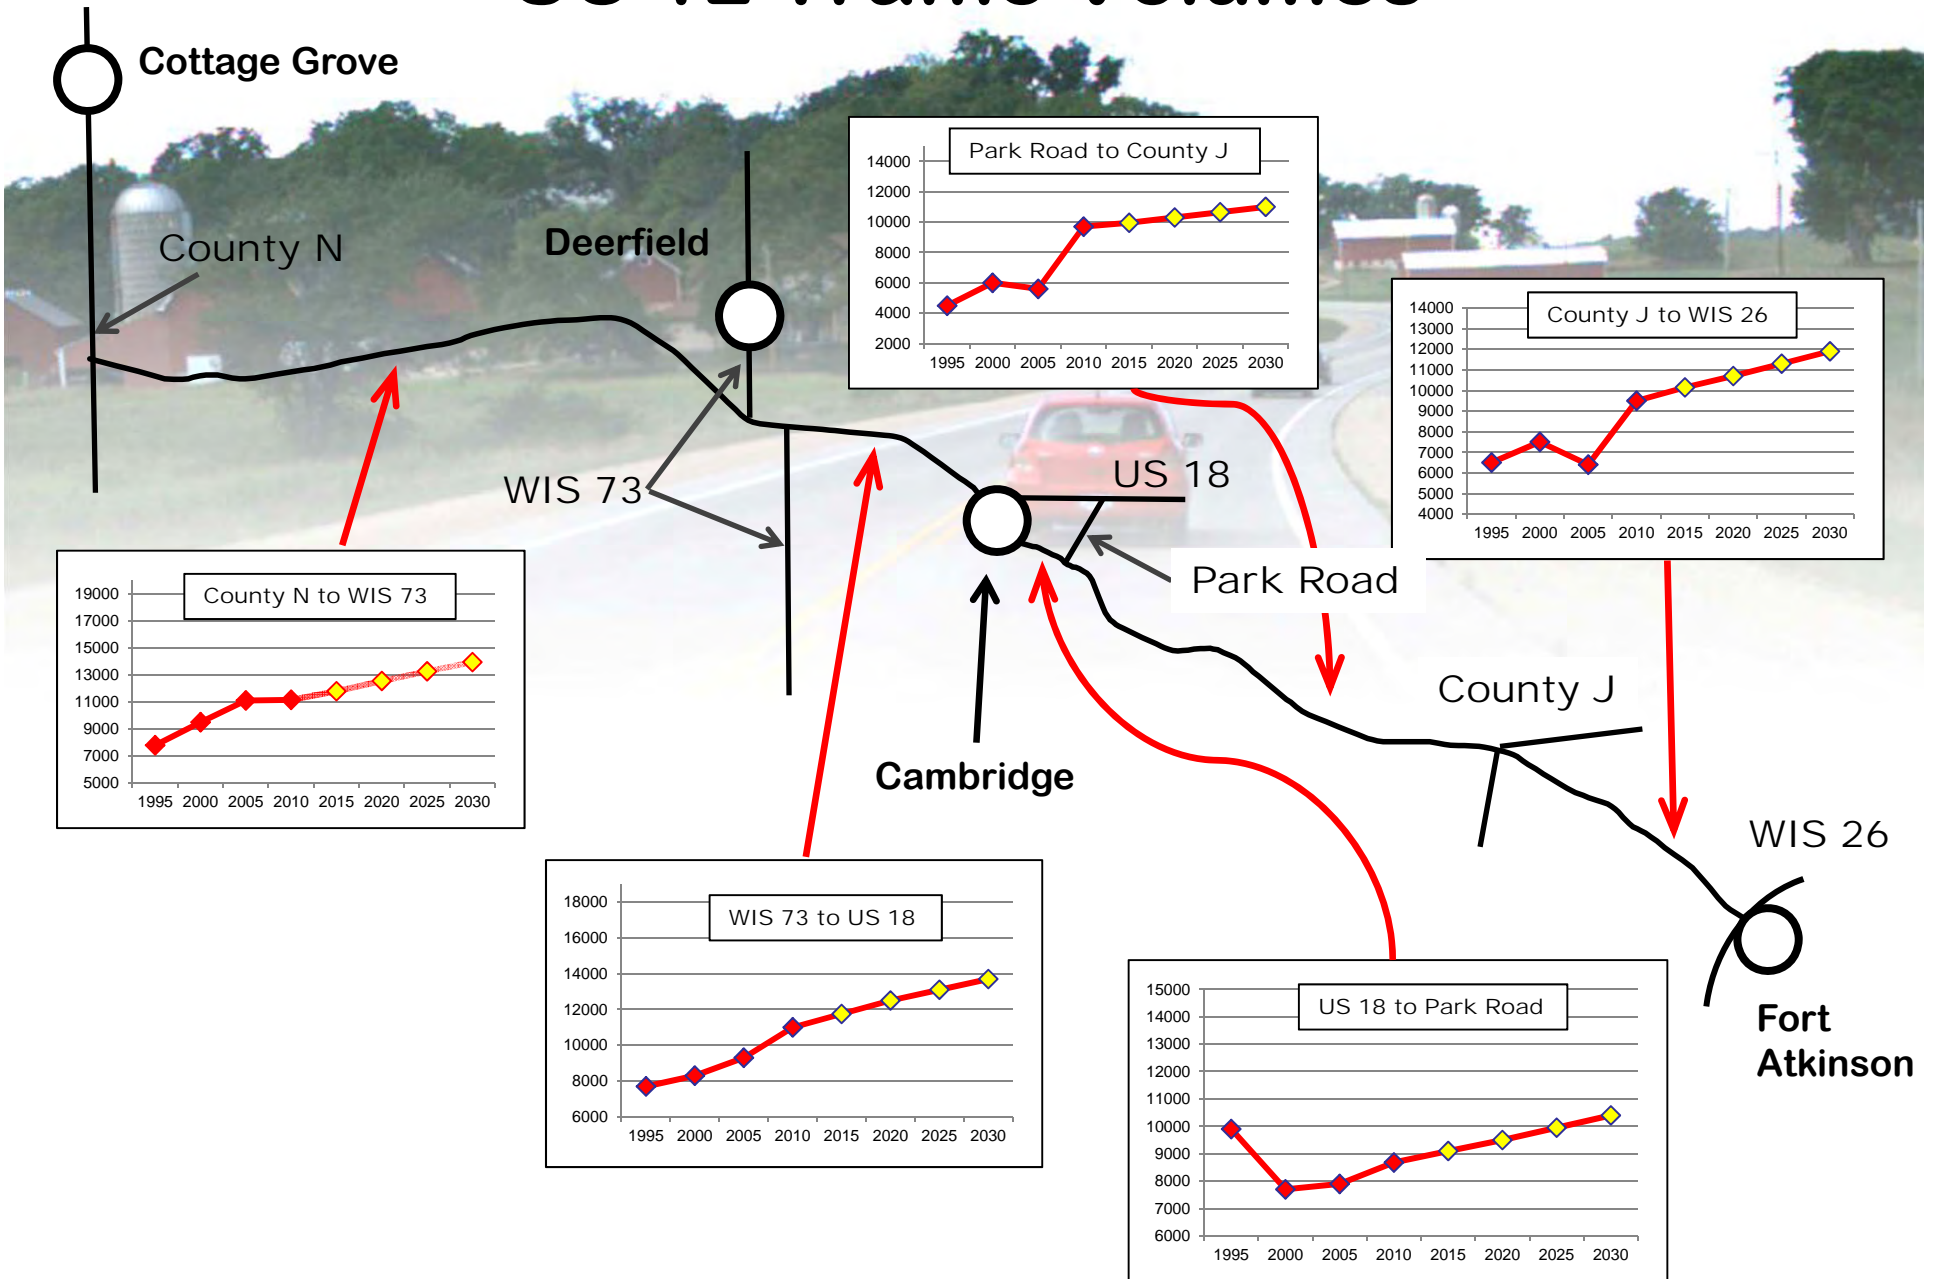 US 12 Traffic Volumes
Cottage Grove
County N
Deerfield
WIS 73
US 18
Park Road
Cambridge
County J
WIS 26
Fort
Atkinson
Park Road to County J
14000
12000
10000
8000
6000
4000
2000
1995 2000 2005 2010 2015 2020 2025 2030
County J to WIS 26
14000
13000
12000
11000
10000
9000
8000
7000
6000
5000
4000
1995 2000 2005 2010 2015 2020 2025 2030
County N to WIS 73
19000
17000
15000
13000
11000
9000
7000
5000
1995 2000 2005 2010 2015 2020 2025 2030
WIS 73 to US 18
18000
16000
14000
12000
10000
8000
6000
1995 2000 2005 2010 2015 2020 2025 2030
US 18 to Park Road
15000
14000
13000
12000
11000
10000
9000
8000
7000
6000
1995 2000 2005 2010 2015 2020 2025 2030